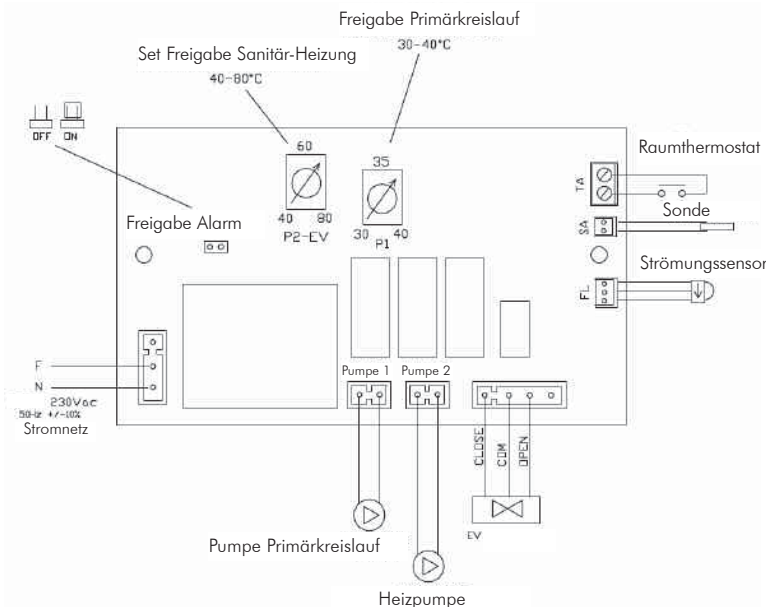 Freigabe Primärkreislauf
30-40°C
Set Freigabe Sanitär-Heizung
40-80°C
OFF ON
60
35
Raumthermostat
TA
40 80
P2-EV
30 40
P1
Freigabe Alarm
Sonde
SA
Strömungssensor
FL
F
N
230Vac
50Hz +/-10%
Stromnetz
Pumpe 1 Pumpe 2
CLOSE
COM
OPEN
EV
Pumpe Primärkreislauf
Heizpumpe